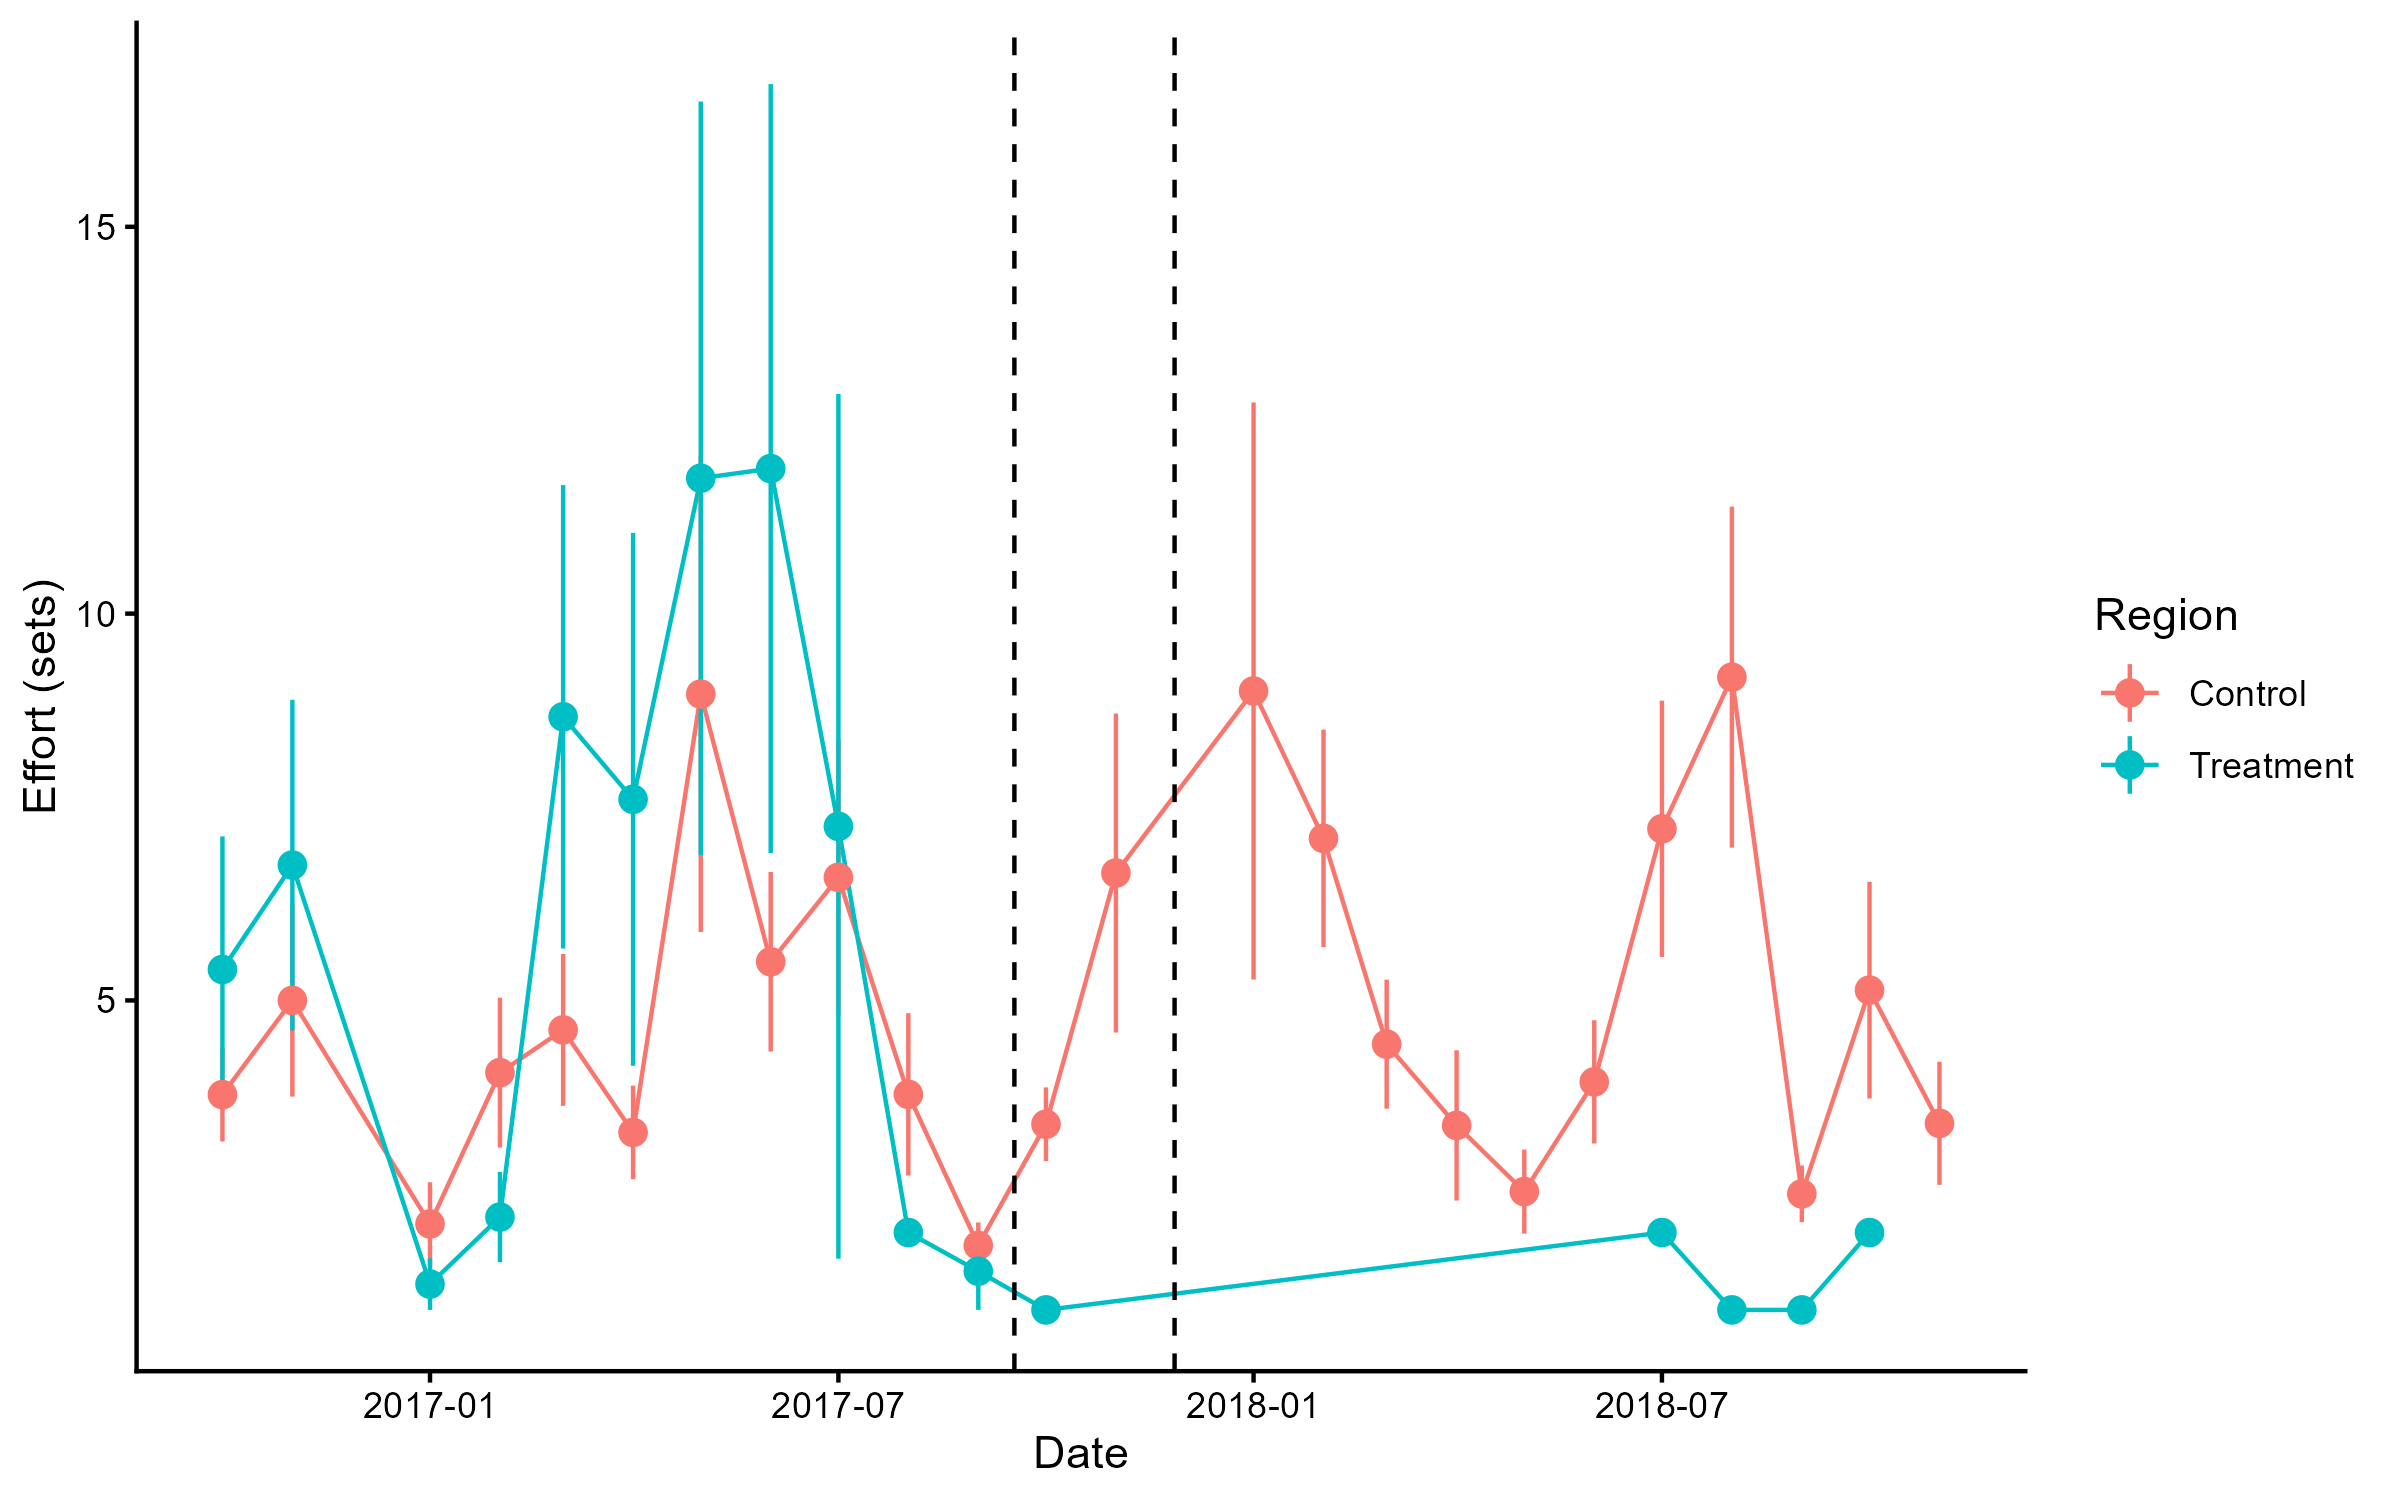 Effort (sets)
15
10
5
2017-01
2017-07
2018-01
2018-07
Date
Region
Control
Treatment